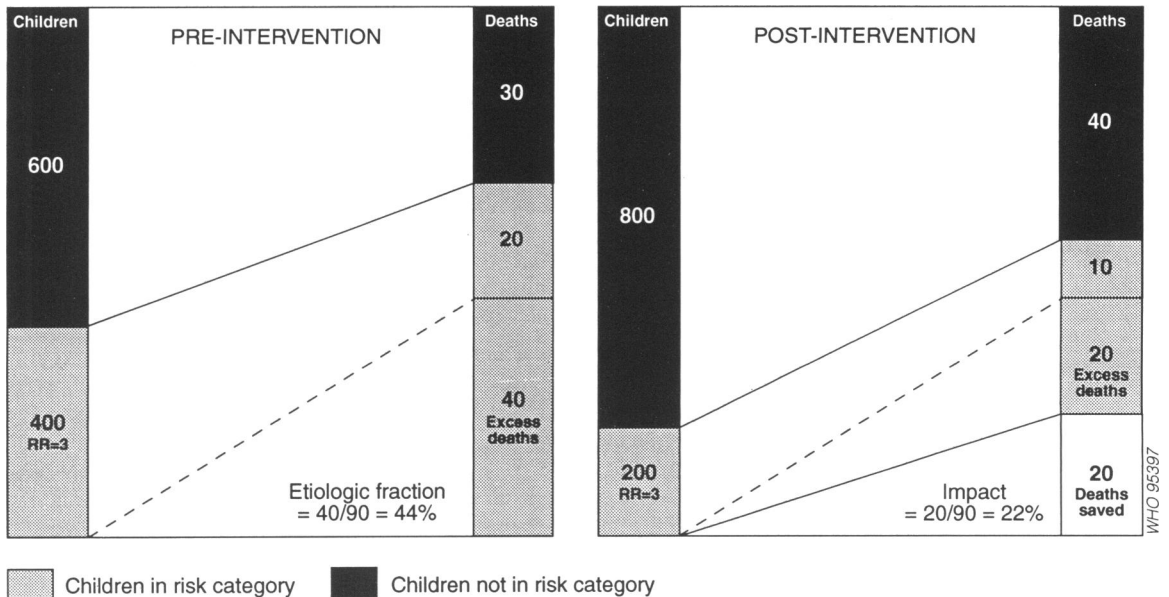 Children
PRE-INTERVENTION
Deaths
30
600
20
400
RR=3
40
Excess
deaths
Etiologic fraction
= 40/90 = 44%
Children
POST-INTERVENTION
Deaths
40
800
10
20
Excess
deaths
200
RR=3
20
Deaths
saved
Impact
= 20/90 = 22%
WHO 95397
Children in risk category
Children not in risk category